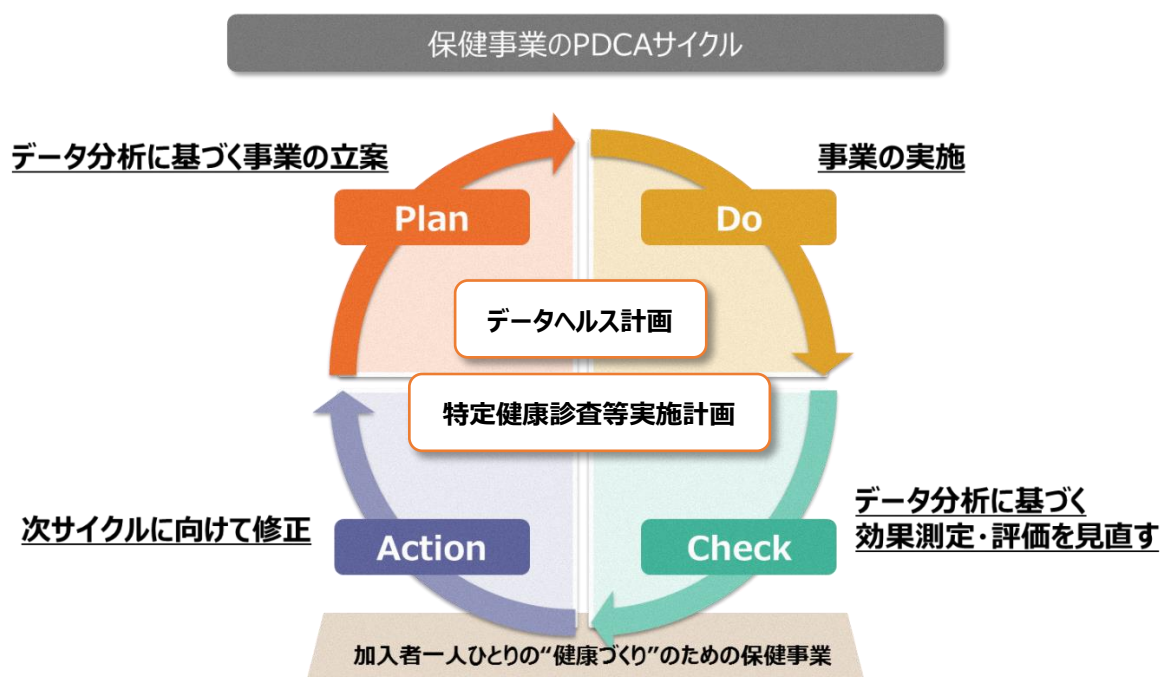 保健事業のPDCAサイクル
データ分析に基づく事業の立案
事業の実施
Plan
Do
データヘルス計画
特定健康診査等実施計画
次サイクルに向けて修正
データ分析に基づく
効果測定・評価を見直す
Action
Check
加入者一人ひとりの“健康づくり”のための保健事業